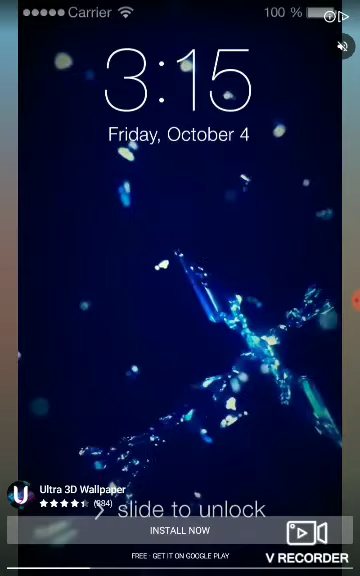 Carrier 100 %
3:15
Friday, October 4
Ultra 3D Wallpaper
(984)
> slide to unlock
INSTALL NOW
FREE · GET IT ON GOOGLE PLAY
V RECORDER